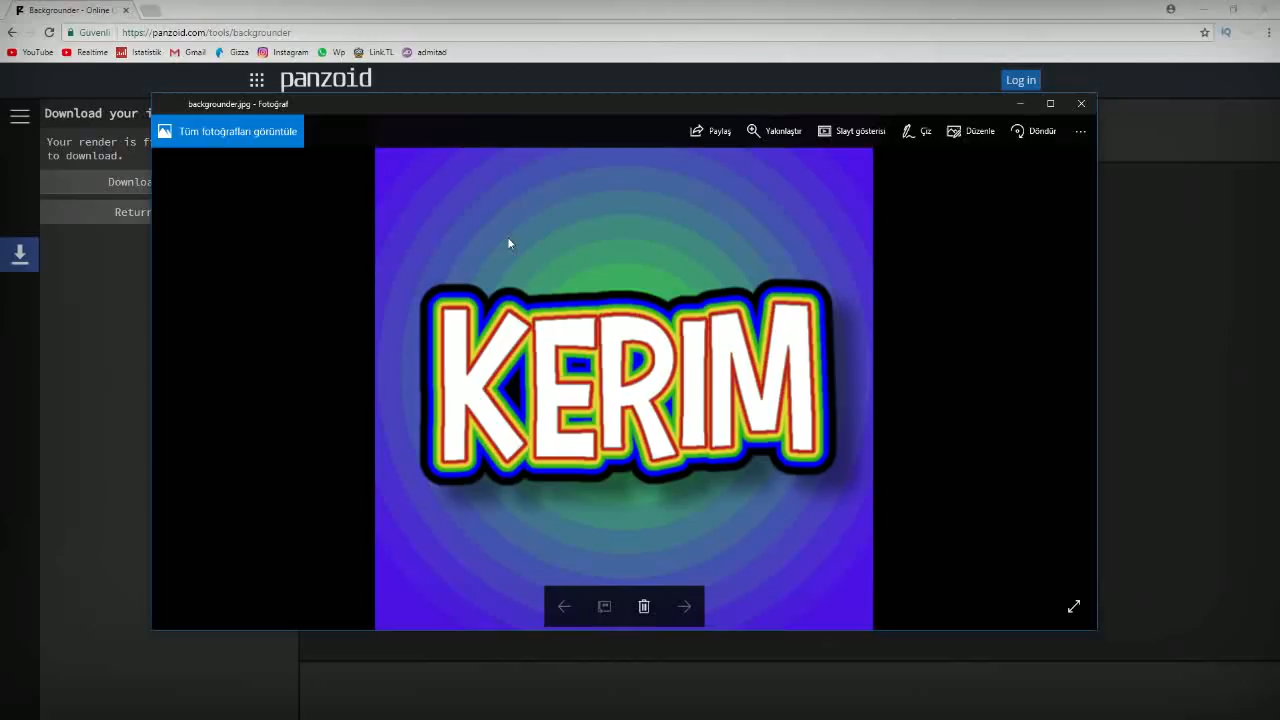 Backgrounder - Online
Güvenli
https://panzoid.com/tools/backgrounder
YouTube
Realtime
İstatistik
Gmail
Gizza
Instagram
Wp
Link.TL
admitad
panzoid
Log in
backgrounder.jpg - Fotoğraf
Download your
Tüm fotoğrafları görüntüle
Paylaş
Yakınlaştır
Slayt gösterisi
Çiz
Düzenle
Döndür
Your render is
to download.
Return
KERIM